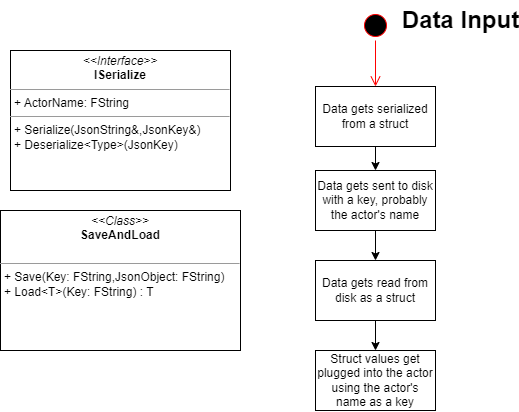 Data Input
<<Interface>>
ISerialize
+ ActorName: FString
+ Serialize(JsonString&,JsonKey&)
+ Deserialize<Type>(JsonKey)
<<Class>>
SaveAndLoad
+ Save(Key: FString,JsonObject: FString)
+ Load<T>(Key: FString) : T
Data gets serialized
from a struct
Data gets sent to disk
with a key, probably
the actor's name
Data gets read from
disk as a struct
Struct values get
plugged into the actor
using the actor's
name as a key